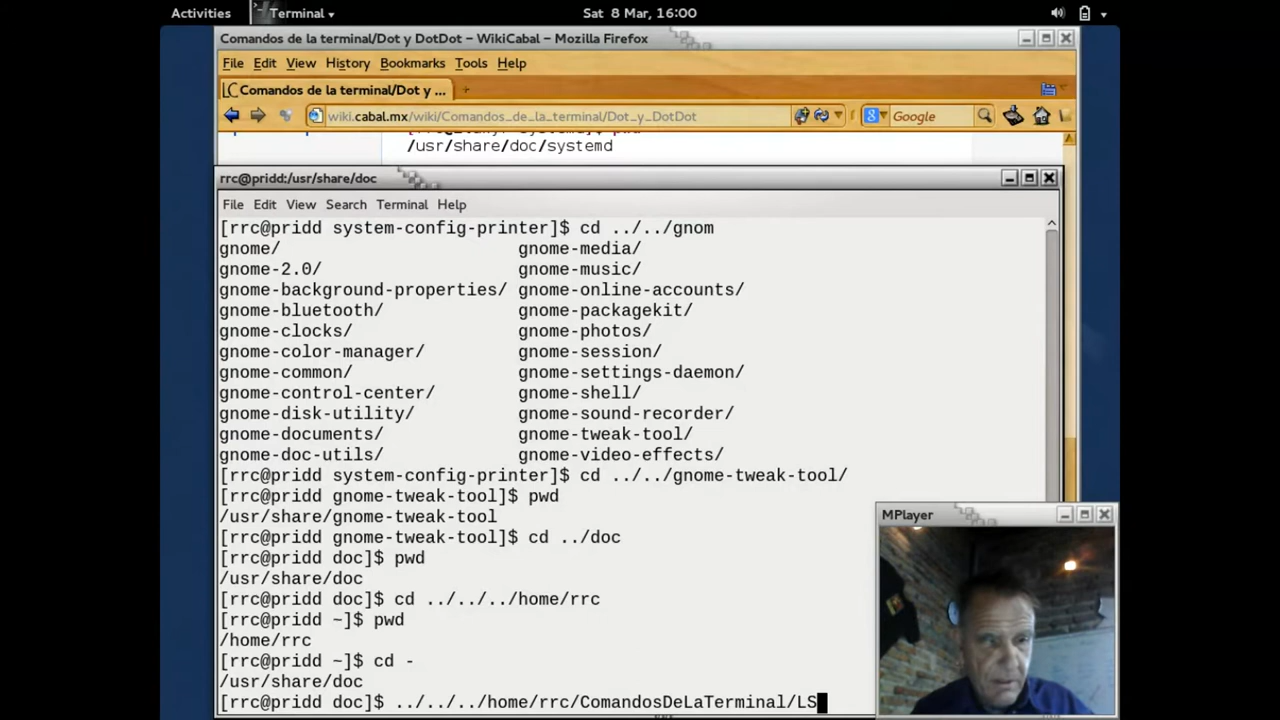 Activities Terminal Sat 8 Mar, 16:00
Comandos de la terminal/Dot y DotDot – WikiCabal – Mozilla Firefox
File Edit View History Bookmarks Tools Help
Comandos de la terminal/Dot y ...
wiki.cabal.mx/wiki/Comandos_de_la_terminal/Dot_y_DotDot Google
/usr/share/doc/systemd
rrc@pridd:/usr/share/doc
File Edit View Search Terminal Help
[rrc@pridd system-config-printer]$ cd ../../gnom
gnome/ gnome-media/
gnome-2.0/ gnome-music/
gnome-background-properties/ gnome-online-accounts/
gnome-bluetooth/ gnome-packagekit/
gnome-clocks/ gnome-photos/
gnome-color-manager/ gnome-session/
gnome-common/ gnome-settings-daemon/
gnome-control-center/ gnome-shell/
gnome-disk-utility/ gnome-sound-recorder/
gnome-documents/ gnome-tweak-tool/
gnome-doc-utils/ gnome-video-effects/
[rrc@pridd system-config-printer]$ cd ../../gnome-tweak-tool/
[rrc@pridd gnome-tweak-tool]$ pwd
/usr/share/gnome-tweak-tool
[rrc@pridd gnome-tweak-tool]$ cd ../doc
[rrc@pridd doc]$ pwd
/usr/share/doc
[rrc@pridd doc]$ cd ../../../home/rrc
[rrc@pridd ~]$ pwd
/home/rrc
[rrc@pridd ~]$ cd -
/usr/share/doc
[rrc@pridd doc]$ ../../../home/rrc/ComandosDeLaTerminal/LS
MPlayer